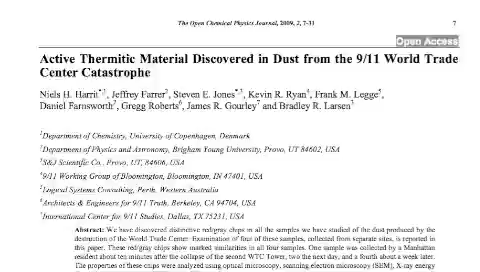 The Open Chemical Physics Journal, 2009, 2, 7-31 7
Open Access
Active Thermitic Material Discovered in Dust from the 9/11 World Trade
Center Catastrophe
Niels H. Harrit*,1, Jeffrey Farrer2, Steven E. Jones*,3, Kevin R. Ryan4, Frank M. Legge5,
Daniel Farnsworth2, Gregg Roberts6, James R. Gourley7 and Bradley R. Larsen3
1Department of Chemistry, University of Copenhagen, Denmark
2Department of Physics and Astronomy, Brigham Young University, Provo, UT 84602, USA
3S&J Scientific Co., Provo, UT, 84606, USA
49/11 Working Group of Bloomington, Bloomington, IN 47401, USA
5Logical Systems Consulting, Perth, Western Australia
6Architects & Engineers for 9/11 Truth, Berkeley, CA 94704, USA
7International Center for 9/11 Studies, Dallas, TX 75231, USA
Abstract: We have discovered distinctive red/gray chips in all the samples we have studied of the dust produced by the
destruction of the World Trade Center. Examination of four of these samples, collected from separate sites, is reported in
this paper. These red/gray chips show marked similarities in all four samples. One sample was collected by a Manhattan
resident about ten minutes after the collapse of the second WTC Tower, two the next day, and a fourth about a week later.
The properties of these chips were analyzed using optical microscopy, scanning electron microscopy (SEM), X-ray energy